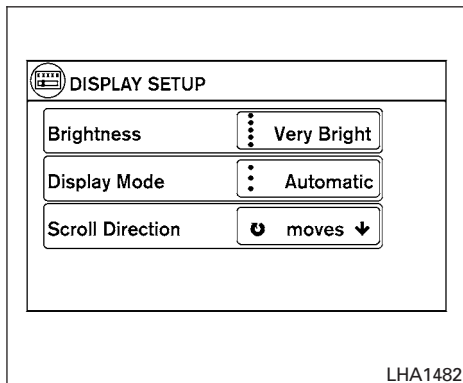 DISPLAY SETUP
Brightness Very Bright
Display Mode Automatic
Scroll Direction moves
LHA1482